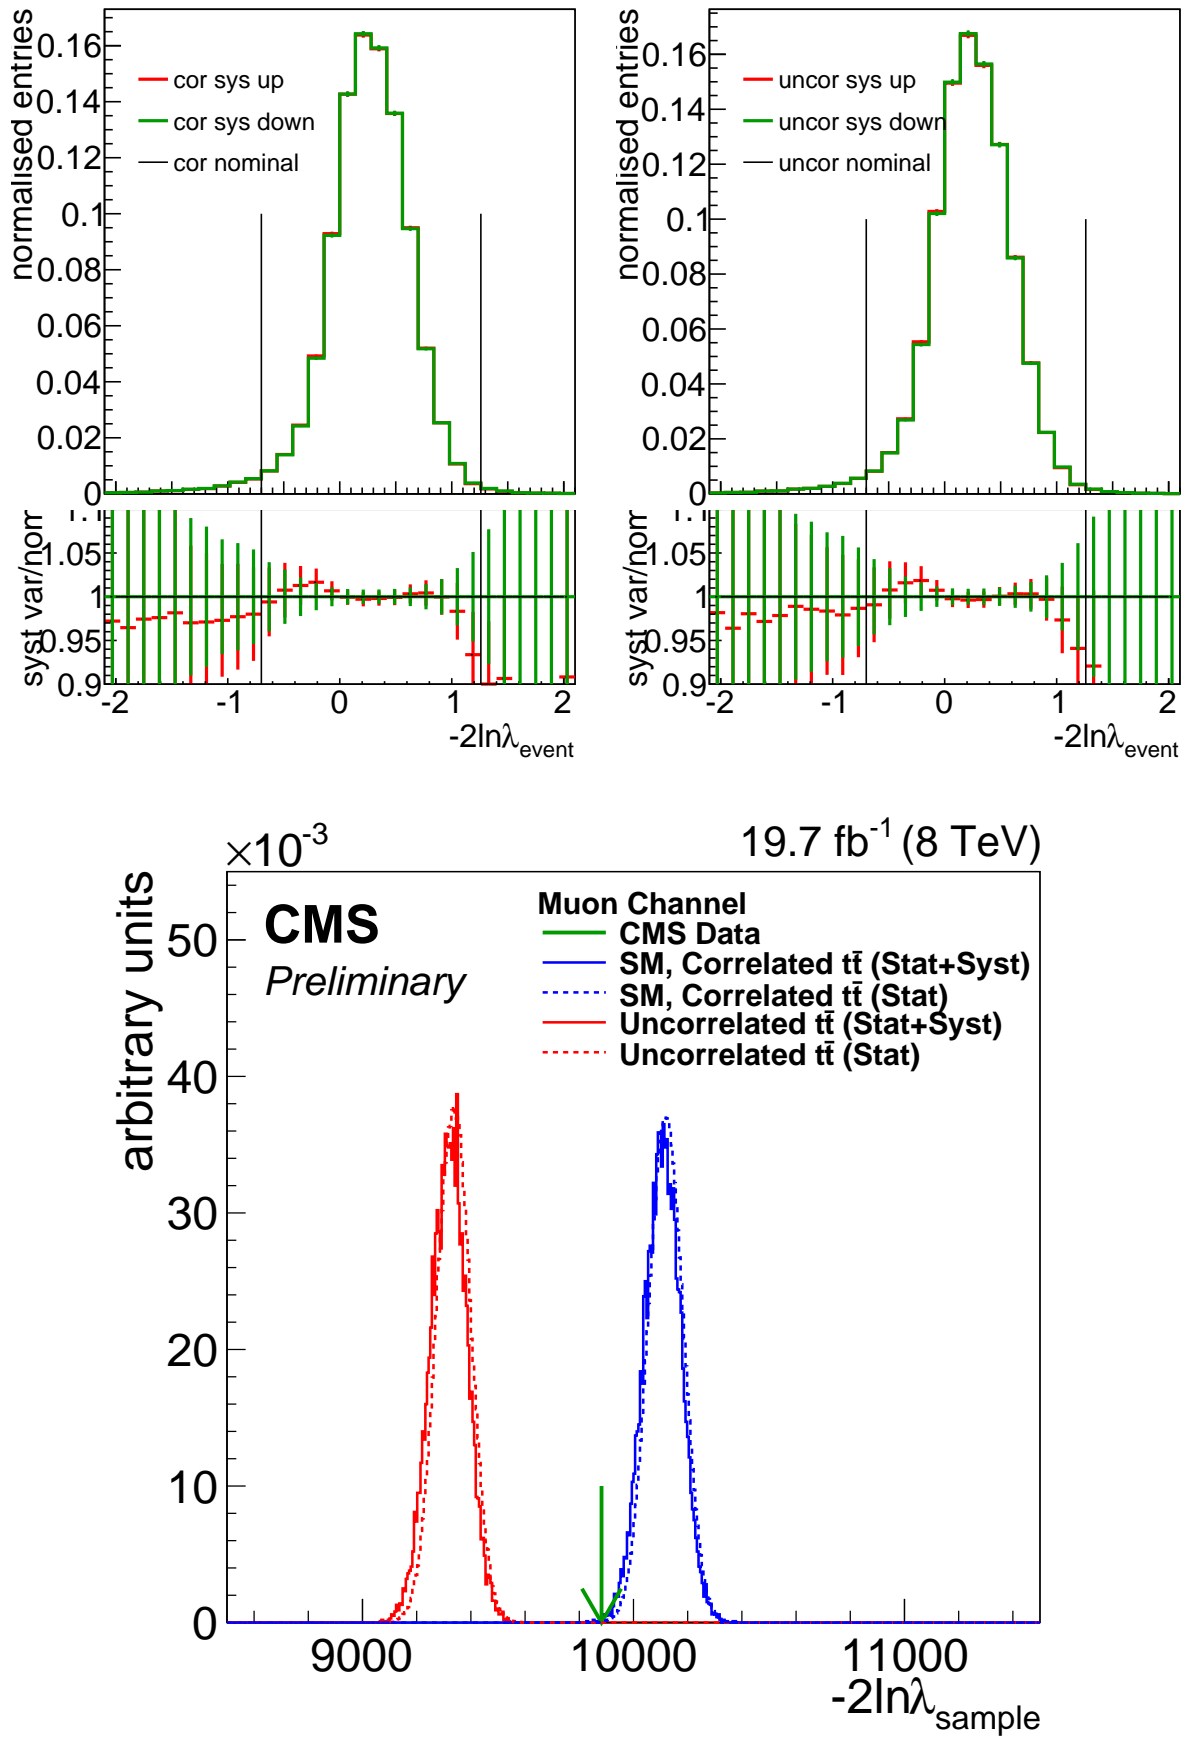 normalised entries
0.16
0.14
0.12
0.1
0.08
0.06
0.04
0.02
0
cor sys up
cor sys down
cor nominal
syst var/nom
1.1
1.05
1
0.95
0.9
-2 -1 0 1 2
-2lnλevent
normalised entries
0.16
0.14
0.12
0.1
0.08
0.06
0.04
0.02
0
uncor sys up
uncor sys down
uncor nominal
syst var/nom
1.1
1.05
1
0.95
0.9
-2 -1 0 1 2
-2lnλevent
×10-3
19.7 fb-1 (8 TeV)
arbitrary units
CMS
Preliminary
Muon Channel
CMS Data
SM, Correlated tt̄ (Stat+Syst)
SM, Correlated tt̄ (Stat)
Uncorrelated tt̄ (Stat+Syst)
Uncorrelated tt̄ (Stat)
50
40
30
20
10
0
9000 10000 11000
-2lnλsample